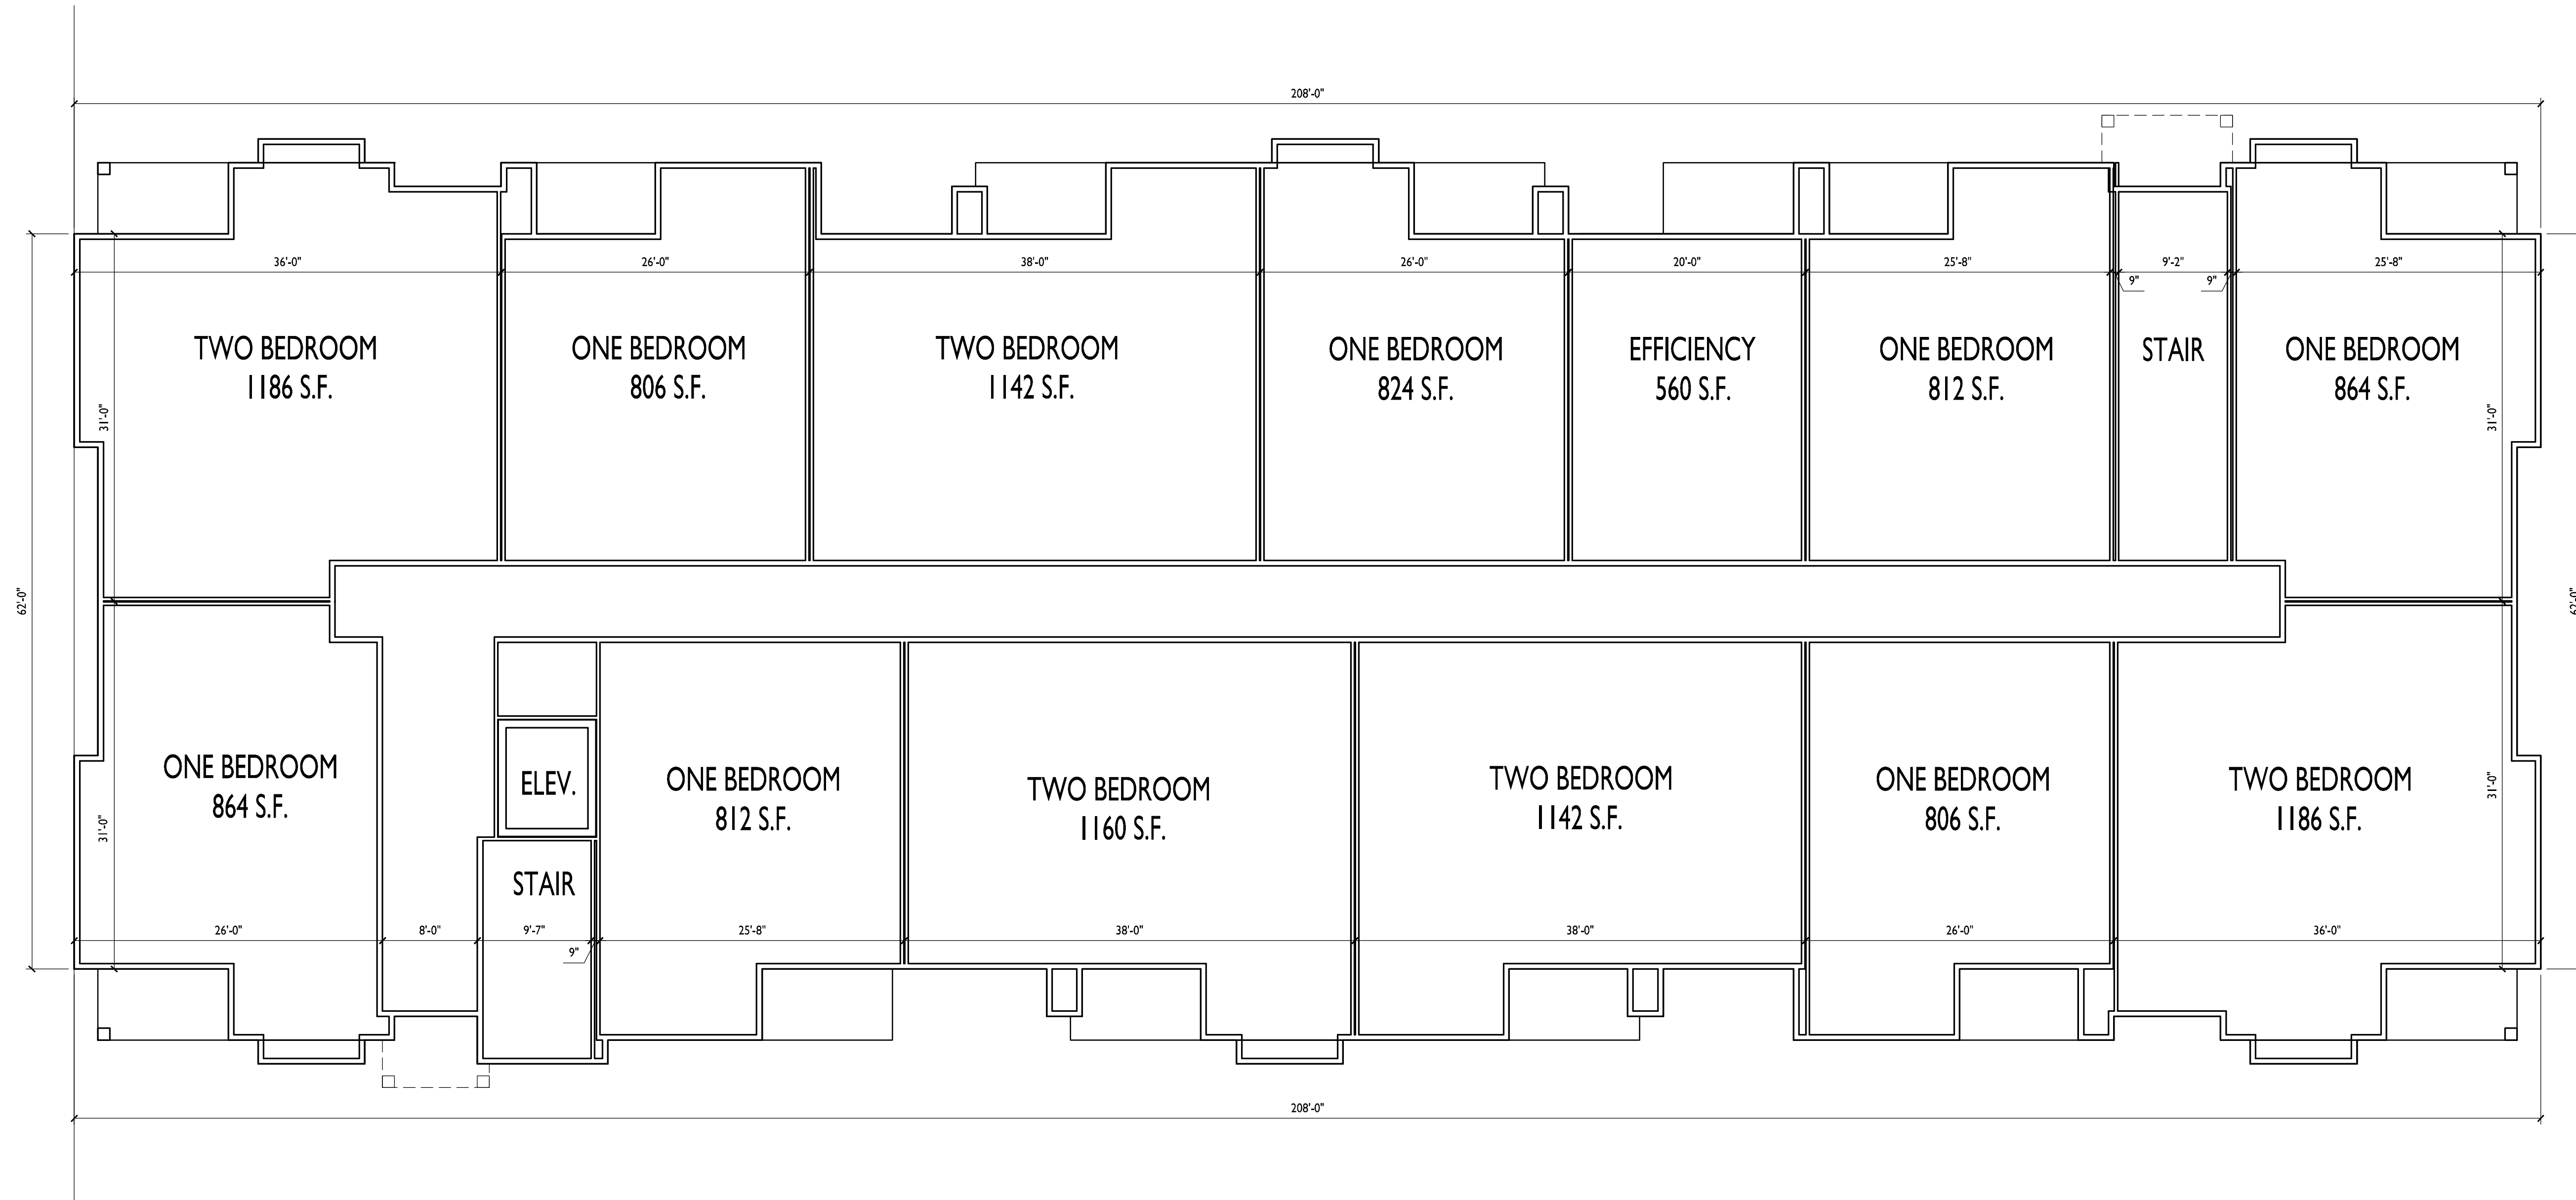 208'-0"
36'-0"
26'-0"
38'-0"
26'-0"
20'-0"
25'-8"
9'-2"
25'-8"
9"
9"
TWO BEDROOM
1186 S.F.
ONE BEDROOM
806 S.F.
TWO BEDROOM
1142 S.F.
ONE BEDROOM
824 S.F.
EFFICIENCY
560 S.F.
ONE BEDROOM
812 S.F.
STAIR
ONE BEDROOM
864 S.F.
31'-0"
31'-0"
62'-0"
62'-0"
ONE BEDROOM
864 S.F.
ELEV.
STAIR
ONE BEDROOM
812 S.F.
TWO BEDROOM
1160 S.F.
TWO BEDROOM
1142 S.F.
ONE BEDROOM
806 S.F.
TWO BEDROOM
1186 S.F.
31'-0"
31'-0"
26'-0"
8'-0"
9'-7"
9"
25'-8"
38'-0"
38'-0"
26'-0"
36'-0"
208'-0"